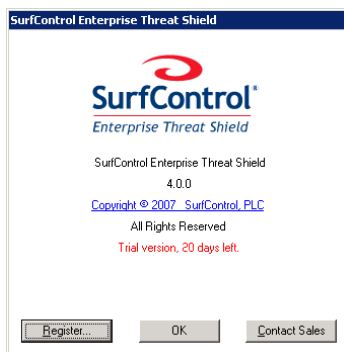 SurfControl Enterprise Threat Shield
SurfControl
Enterprise Threat Shield
SurfControl Enterprise Threat Shield
4.0.0
Copyright © 2007 SurfControl, PLC
All Rights Reserved
Trial version, 20 days left.
Register... OK Contact Sales